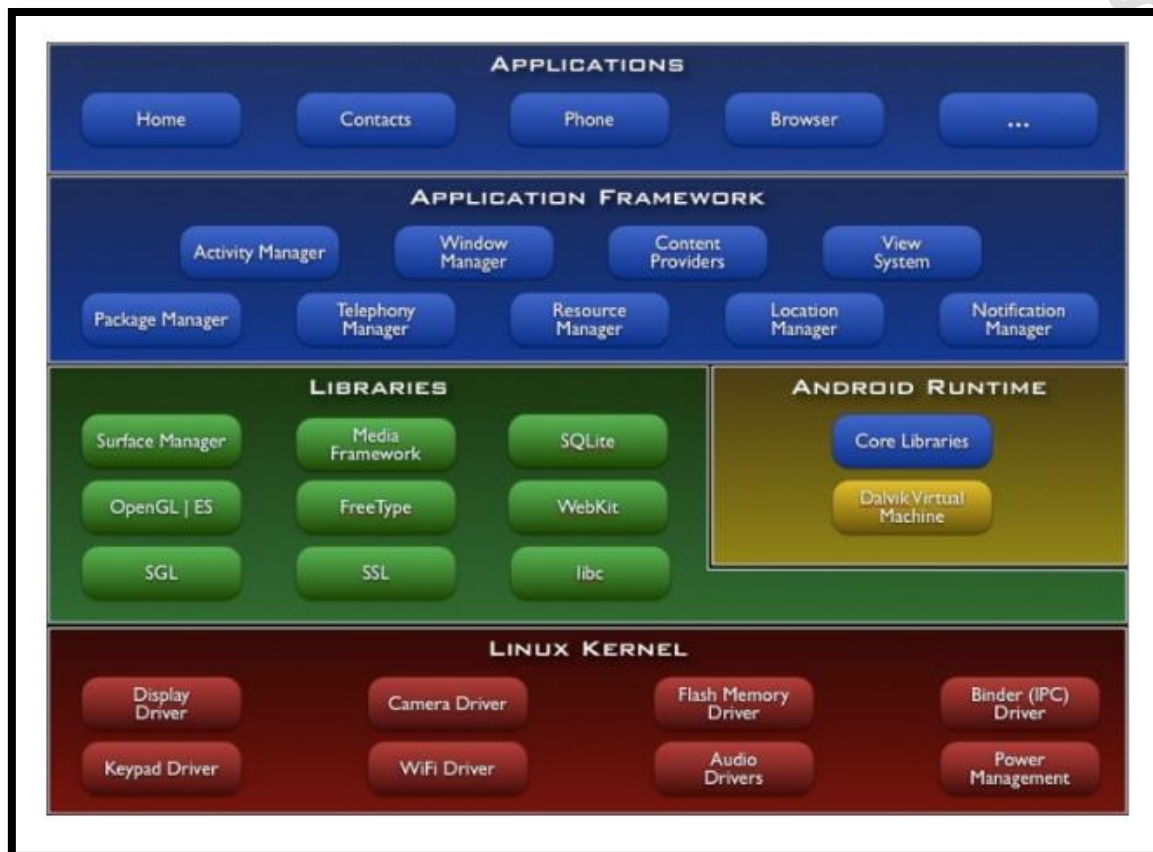 APPLICATIONS
Home Contacts Phone Browser ...
APPLICATION FRAMEWORK
Activity Manager
Window
Manager
Content
Providers
View
System
Package Manager
Telephony
Manager
Resource
Manager
Location
Manager
Notification
Manager
LIBRARIES
Surface Manager
Media
Framework
SQLite
OpenGL | ES FreeType WebKit
SGL SSL libc
ANDROID RUNTIME
Core Libraries
Dalvik Virtual
Machine
LINUX KERNEL
Display
Driver
Camera Driver
Flash Memory
Driver
Binder (IPC)
Driver
Keypad Driver
WiFi Driver
Audio
Drivers
Power
Management